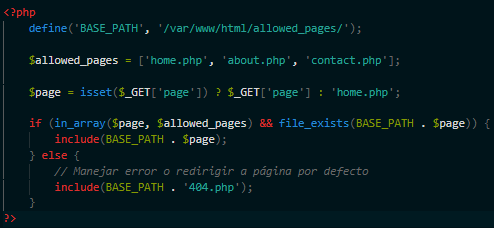 <?php
    define('BASE_PATH', '/var/www/html/allowed_pages/');

    $allowed_pages = ['home.php', 'about.php', 'contact.php'];

    $page = isset($_GET['page']) ? $_GET['page'] : 'home.php';

    if (in_array($page, $allowed_pages) && file_exists(BASE_PATH . $page)) {
        include(BASE_PATH . $page);
    } else {
        // Manejar error o redirigir a página por defecto
        include(BASE_PATH . '404.php');
    }
?>